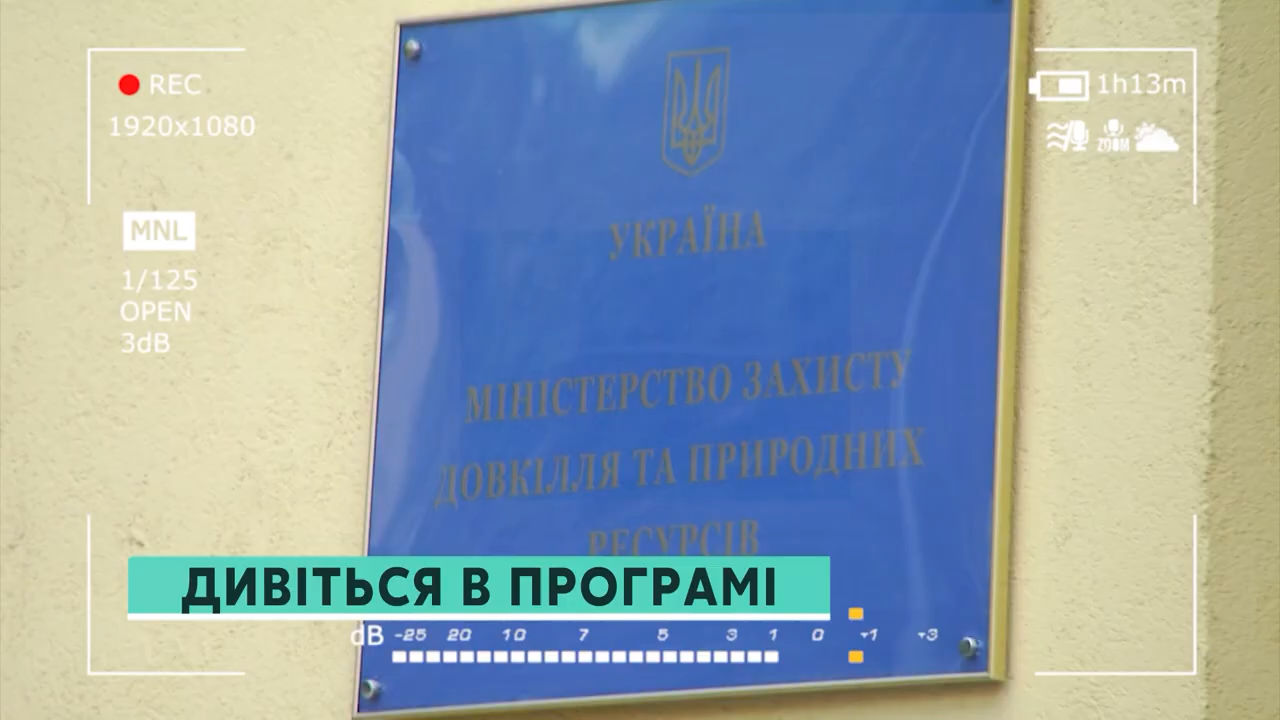 REC
1920x1080
1h13m
ZOOM
MNL
1/125
OPEN
3dB
УКРАЇНА
МІНІСТЕРСТВО ЗАХИСТУ
ДОВКІЛЛЯ ТА ПРИРОДНИХ
РЕСУРСІВ
ДИВІТЬСЯ В ПРОГРАМІ
dB -25 20 10 7 5 3 1 0 +1 +3